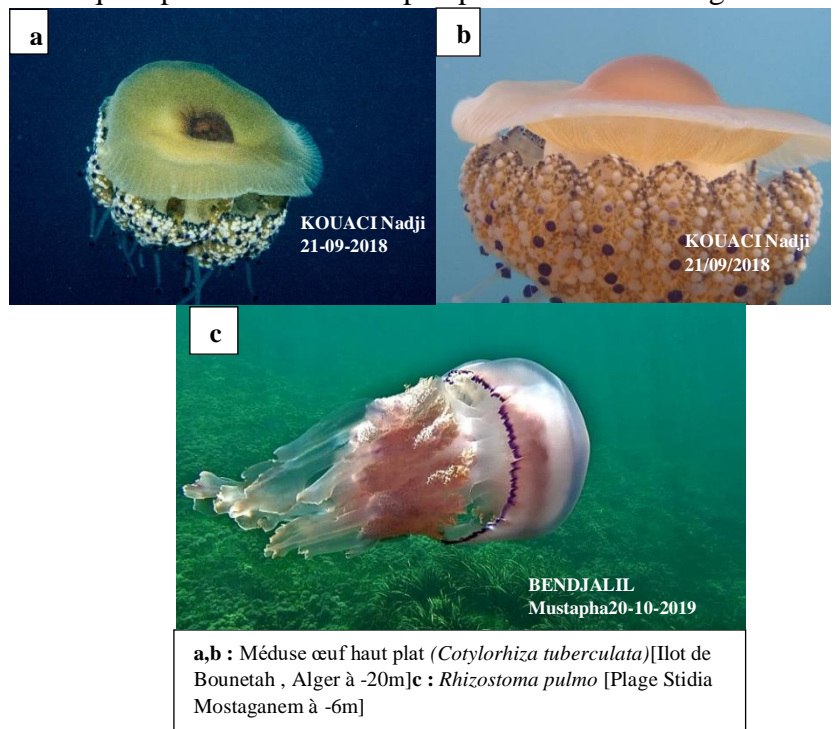 a
b
KOUACI Nadji
21-09-2018
KOUACI Nadji
21/09/2018
c
BENDJALIL
Mustapha20-10-2019
a,b : Méduse œuf haut plat (Cotylorhiza tuberculata)[Ilot de
Bounetah , Alger à -20m]c : Rhizostoma pulmo [Plage Stidia
Mostaganem à -6m]